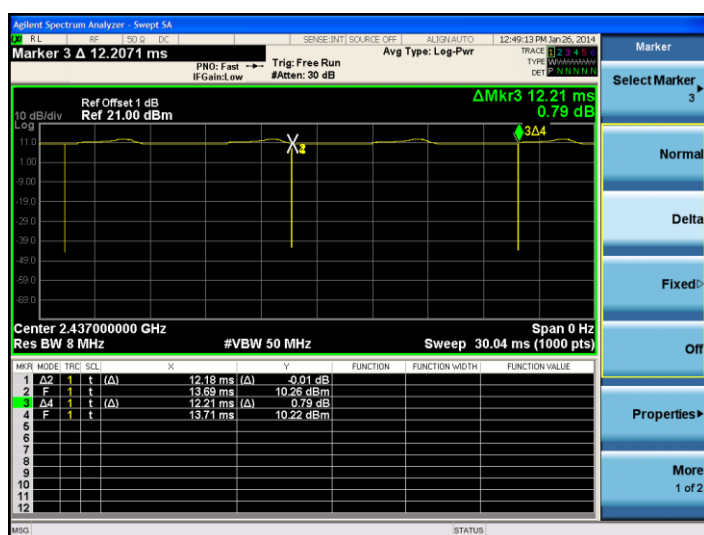 Agilent Spectrum Analyzer - Swept SA
RL RF 50 Ω DC SENSE:INT SOURCE OFF ALIGN AUTO 12:49:13 PM Jan 26, 2014
Marker 3 Δ 12.2071 ms
PNO: Fast
IFGain:Low
Trig: Free Run
#Atten: 30 dB
Avg Type: Log-Pwr
TRACE 1 2 3 4 5 6
TYPE
DET P N N N N N
ΔMkr3 12.21 ms
0.79 dB
Ref Offset 1 dB
10 dB/div Ref 21.00 dBm
Log
11.0
1.00
-9.00
-19.0
-29.0
-39.0
-49.0
-59.0
-69.0
3Δ4
Center 2.437000000 GHz Span 0 Hz
Res BW 8 MHz #VBW 50 MHz Sweep 30.04 ms (1000 pts)
MKR MODE TRC SCL X Y FUNCTION FUNCTION WIDTH FUNCTION VALUE
1 Δ2 1 t (Δ) 12.18 ms (Δ) -0.01 dB
2 F 1 t 13.69 ms 10.26 dBm
3 Δ4 1 t (Δ) 12.21 ms (Δ) 0.79 dB
4 F 1 t 13.71 ms 10.22 dBm
5
6
7
8
9
10
11
12
MSG STATUS
Marker
Select Marker
3
Normal
Delta
Fixed
Off
Properties
More
1 of 2